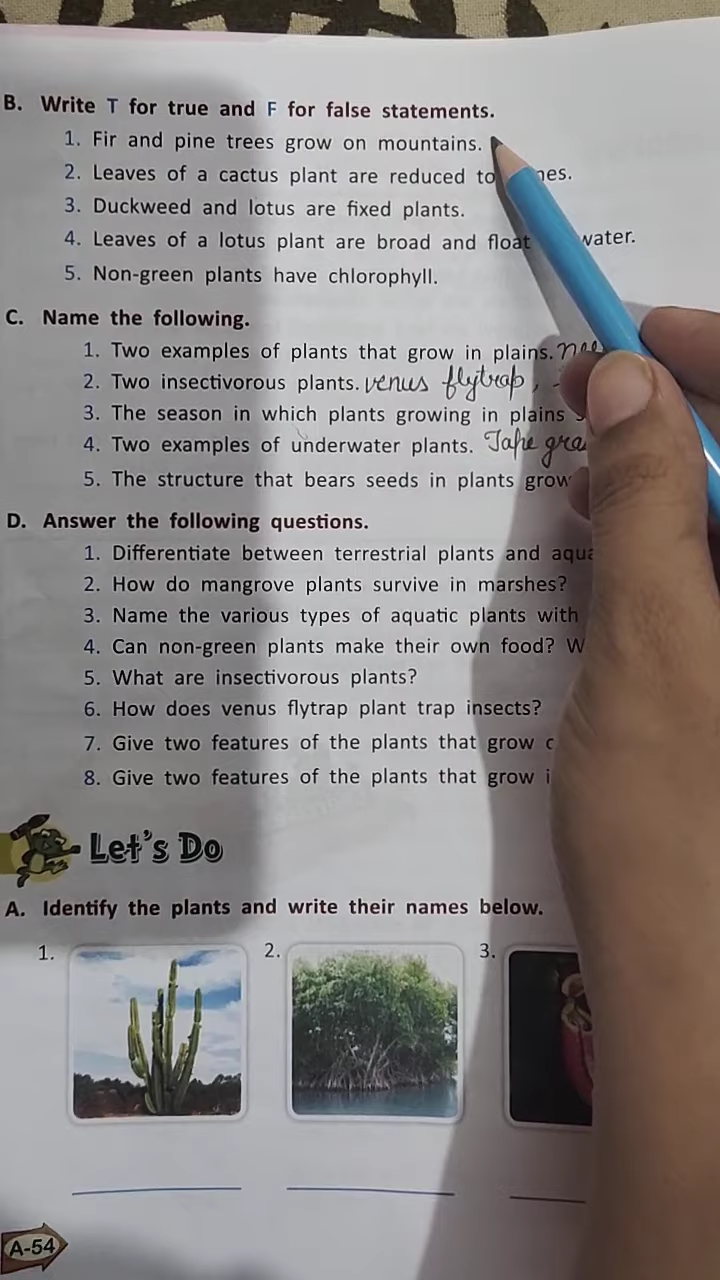 B. Write T for true and F for false statements.
1. Fir and pine trees grow on mountains.
2. Leaves of a cactus plant are reduced to
3. Duckweed and lotus are fixed plants.
4. Leaves of a lotus plant are broad and float water.
5. Non-green plants have chlorophyll.
C. Name the following.
1. Two examples of plants that grow in plains.
2. Two insectivorous plants. venus flytrap,
3. The season in which plants growing in plains
4. Two examples of underwater plants. Tape
5. The structure that bears seeds in plants
D. Answer the following questions.
1. Differentiate between terrestrial plants and
2. How do mangrove plants survive in marshes?
3. Name the various types of aquatic plants with
4. Can non-green plants make their own food?
5. What are insectivorous plants?
6. How does venus flytrap plant trap insects?
7. Give two features of the plants that grow
8. Give two features of the plants that grow
Let's Do
A. Identify the plants and write their names below.
1. 2. 3.
A-54